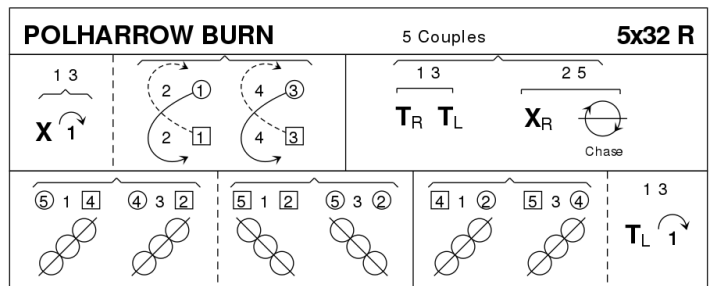 POLHARROW BURN 5 Couples 5x32 R
1 3 1 3 2 5
2 1 4 3
X 1 2 1 4 3 TR TL XR
Chase
5 1 4 4 3 2 5 1 2 5 3 2 4 1 2 5 3 4 1 3
TL 1